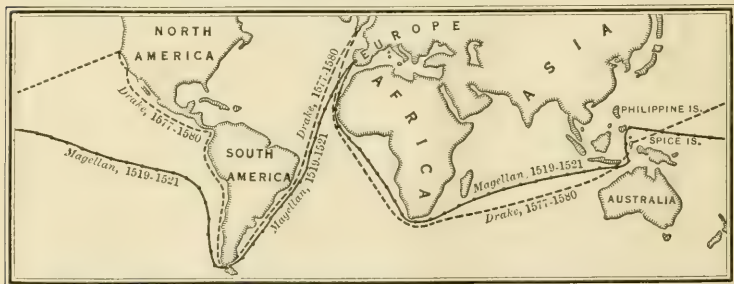 NORTH
AMERICA
EUROPE
ASIA
AFRICA
Drake, 1577-1580
Drake, 1577-1580
Magellan, 1519-1521
SOUTH
AMERICA
Magellan, 1519-1521
PHILIPPINE IS.
SPICE IS.
Magellan, 1519-1521
Drake, 1577-1580
AUSTRALIA